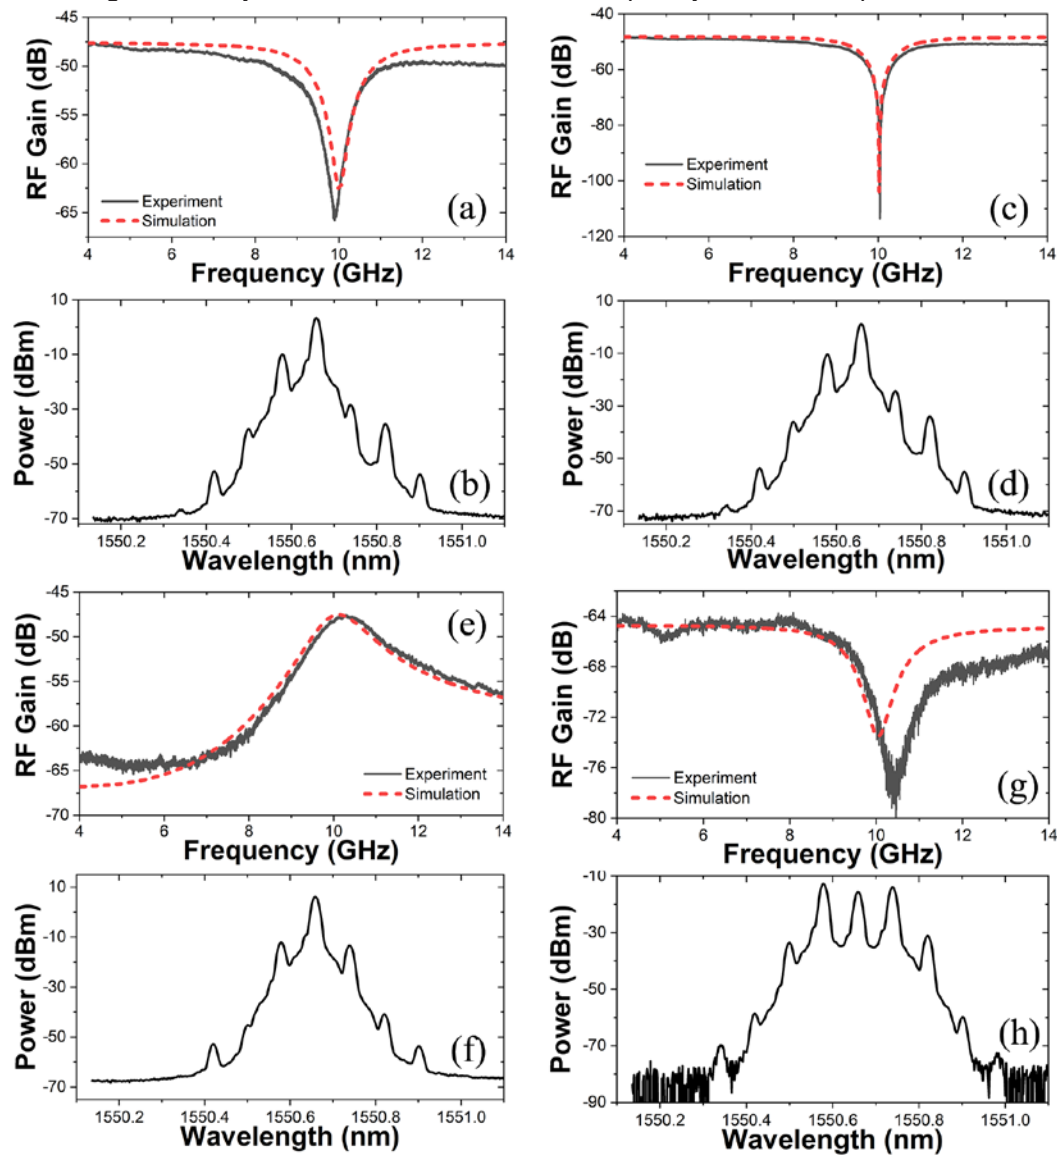 -45
-50
-55
-60
-65
RF Gain (dB)
Experiment
Simulation
(a)
4 6 8 10 12 14
Frequency (GHz)
-40
-60
-80
-100
-120
RF Gain (dB)
Experiment
Simulation
(c)
4 6 8 10 12 14
Frequency (GHz)
10
-10
-30
-50
-70
Power (dBm)
(b)
1550.2 1550.4 1550.6 1550.8 1551.0
Wavelength (nm)
10
-10
-30
-50
-70
Power (dBm)
(d)
1550.2 1550.4 1550.6 1550.8 1551.0
Wavelength (nm)
-45
-50
-55
-60
-65
-70
RF Gain (dB)
(e)
Experiment
Simulation
4 6 8 10 12 14
Frequency (GHz)
-64
-68
-72
-76
-80
RF Gain (dB)
Experiment
Simulation
(g)
4 6 8 10 12 14
Frequency (GHz)
10
-10
-30
-50
-70
Power (dBm)
(f)
1550.2 1550.4 1550.6 1550.8 1551.0
Wavelength (nm)
-10
-30
-50
-70
-90
Power (dBm)
(h)
1550.2 1550.4 1550.6 1550.8 1551.0
Wavelength (nm)